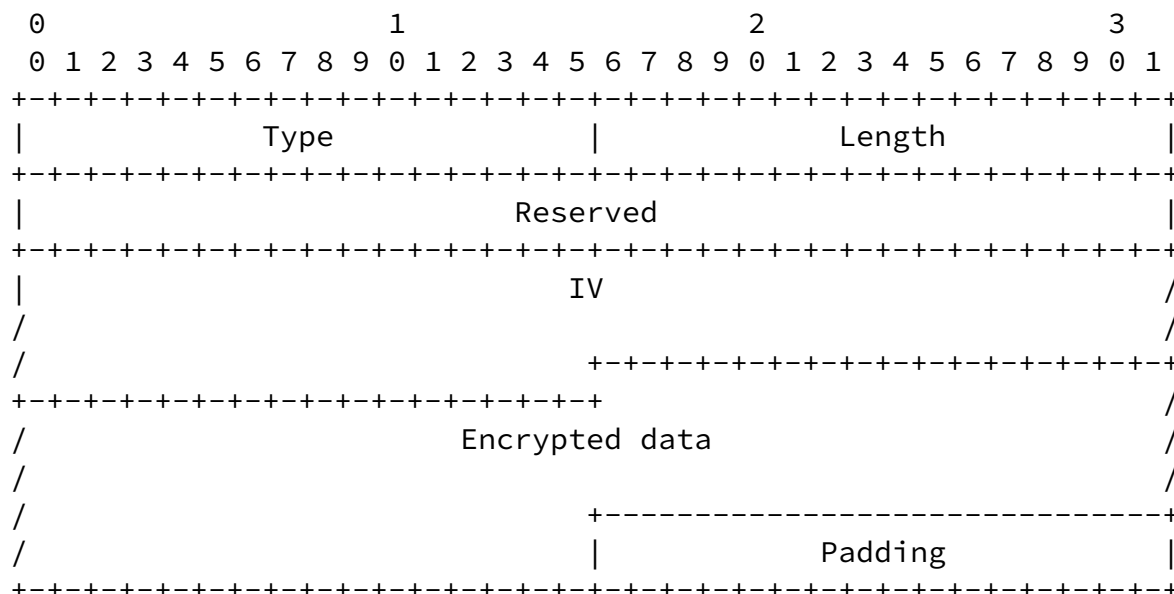 0                   1                   2                   3
0 1 2 3 4 5 6 7 8 9 0 1 2 3 4 5 6 7 8 9 0 1 2 3 4 5 6 7 8 9 0 1
+-+-+-+-+-+-+-+-+-+-+-+-+-+-+-+-+-+-+-+-+-+-+-+-+-+-+-+-+-+-+-+-+
|             Type              |             Length            |
+-+-+-+-+-+-+-+-+-+-+-+-+-+-+-+-+-+-+-+-+-+-+-+-+-+-+-+-+-+-+-+-+
|                           Reserved                            |
+-+-+-+-+-+-+-+-+-+-+-+-+-+-+-+-+-+-+-+-+-+-+-+-+-+-+-+-+-+-+-+-+
|                              IV                               /
/                                                               /
/                               +-+-+-+-+-+-+-+-+-+-+-+-+-+-+-+-+
+-+-+-+-+-+-+-+-+-+-+-+-+-+-+-+-+                               /
/                        Encrypted data                         /
/                                                               /
/                               +-------------------------------+
/                               |            Padding            |
+-+-+-+-+-+-+-+-+-+-+-+-+-+-+-+-+-+-+-+-+-+-+-+-+-+-+-+-+-+-+-+-+